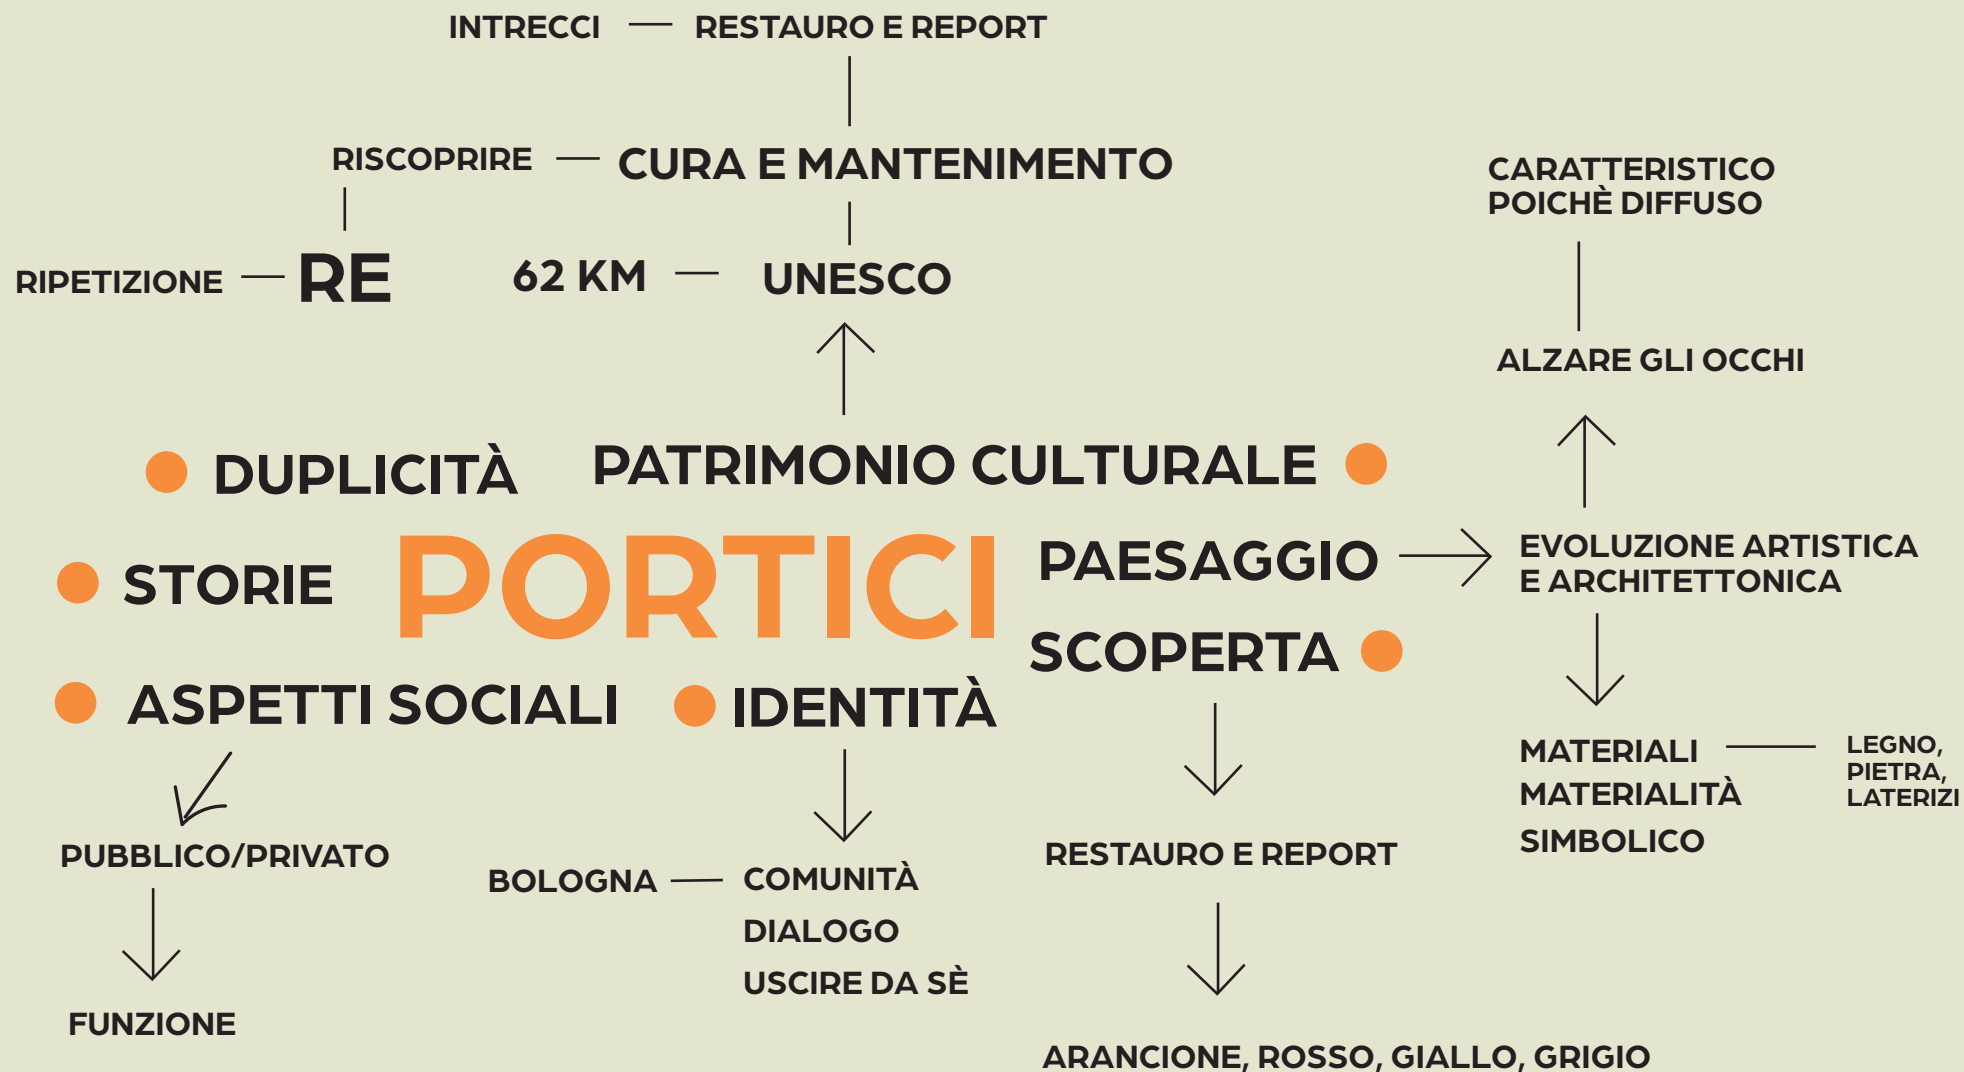 INTRECCI RESTAURO E REPORT
RISCOPRIRE CURA E MANTENIMENTO
CARATTERISTICO
POICHÈ DIFFUSO
RIPETIZIONE RE 62 KM UNESCO
ALZARE GLI OCCHI
DUPLICITÀ PATRIMONIO CULTURALE
STORIE PORTICI PAESAGGIO
EVOLUZIONE ARTISTICA
E ARCHITETTONICA
SCOPERTA
ASPETTI SOCIALI IDENTITÀ
MATERIALI
MATERIALITÀ
SIMBOLICO
LEGNO,
PIETRA,
LATERIZI
PUBBLICO/PRIVATO
RESTAURO E REPORT
BOLOGNA COMUNITÀ
DIALOGO
USCIRE DA SÈ
FUNZIONE
ARANCIONE, ROSSO, GIALLO, GRIGIO